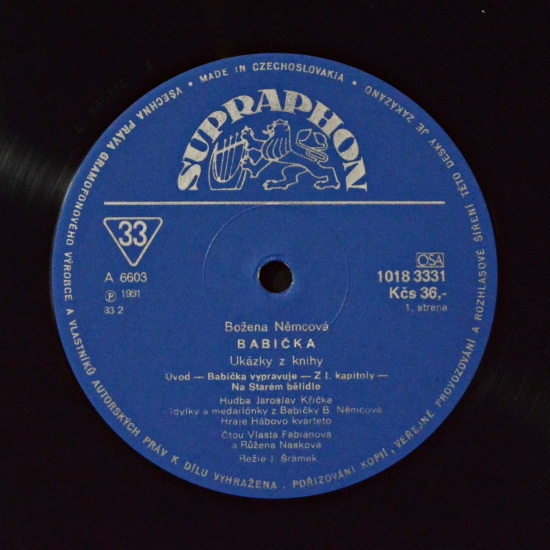 VŠECHNA PRÁVA GRAMOFONOVÉHO VÝROBCE A VLASTNÍKŮ AUTORSKÝCH PRÁV K DÍLU VYHRAŽENA. POŘIZOVÁNÍ KOPIÍ, VEŘEJNÉ PROVOZOVÁNÍ A ROZHLASOVÉ ŠÍŘENÍ TÉTO DESKY JE ZAKÁZÁNO
• MADE IN CZECHOSLOVAKIA •
SUPRAPHON
33
A 6603
Ⓟ 1981
33 2
OSA
1018 3331
Kčs 36,-
1. strana
Božena Němcová
BABIČKA
Ukázky z knihy
Úvod — Babička vypravuje — Z I. kapitoly —
Na Starém bělidle
Hudba Jaroslav Křička
Idylky a medailónky z Babičky B. Němcové
Hraje Hábovo kvarteto
Čtou Vlasta Fabianová
a Růžena Nasková
Režie J. Šrámek